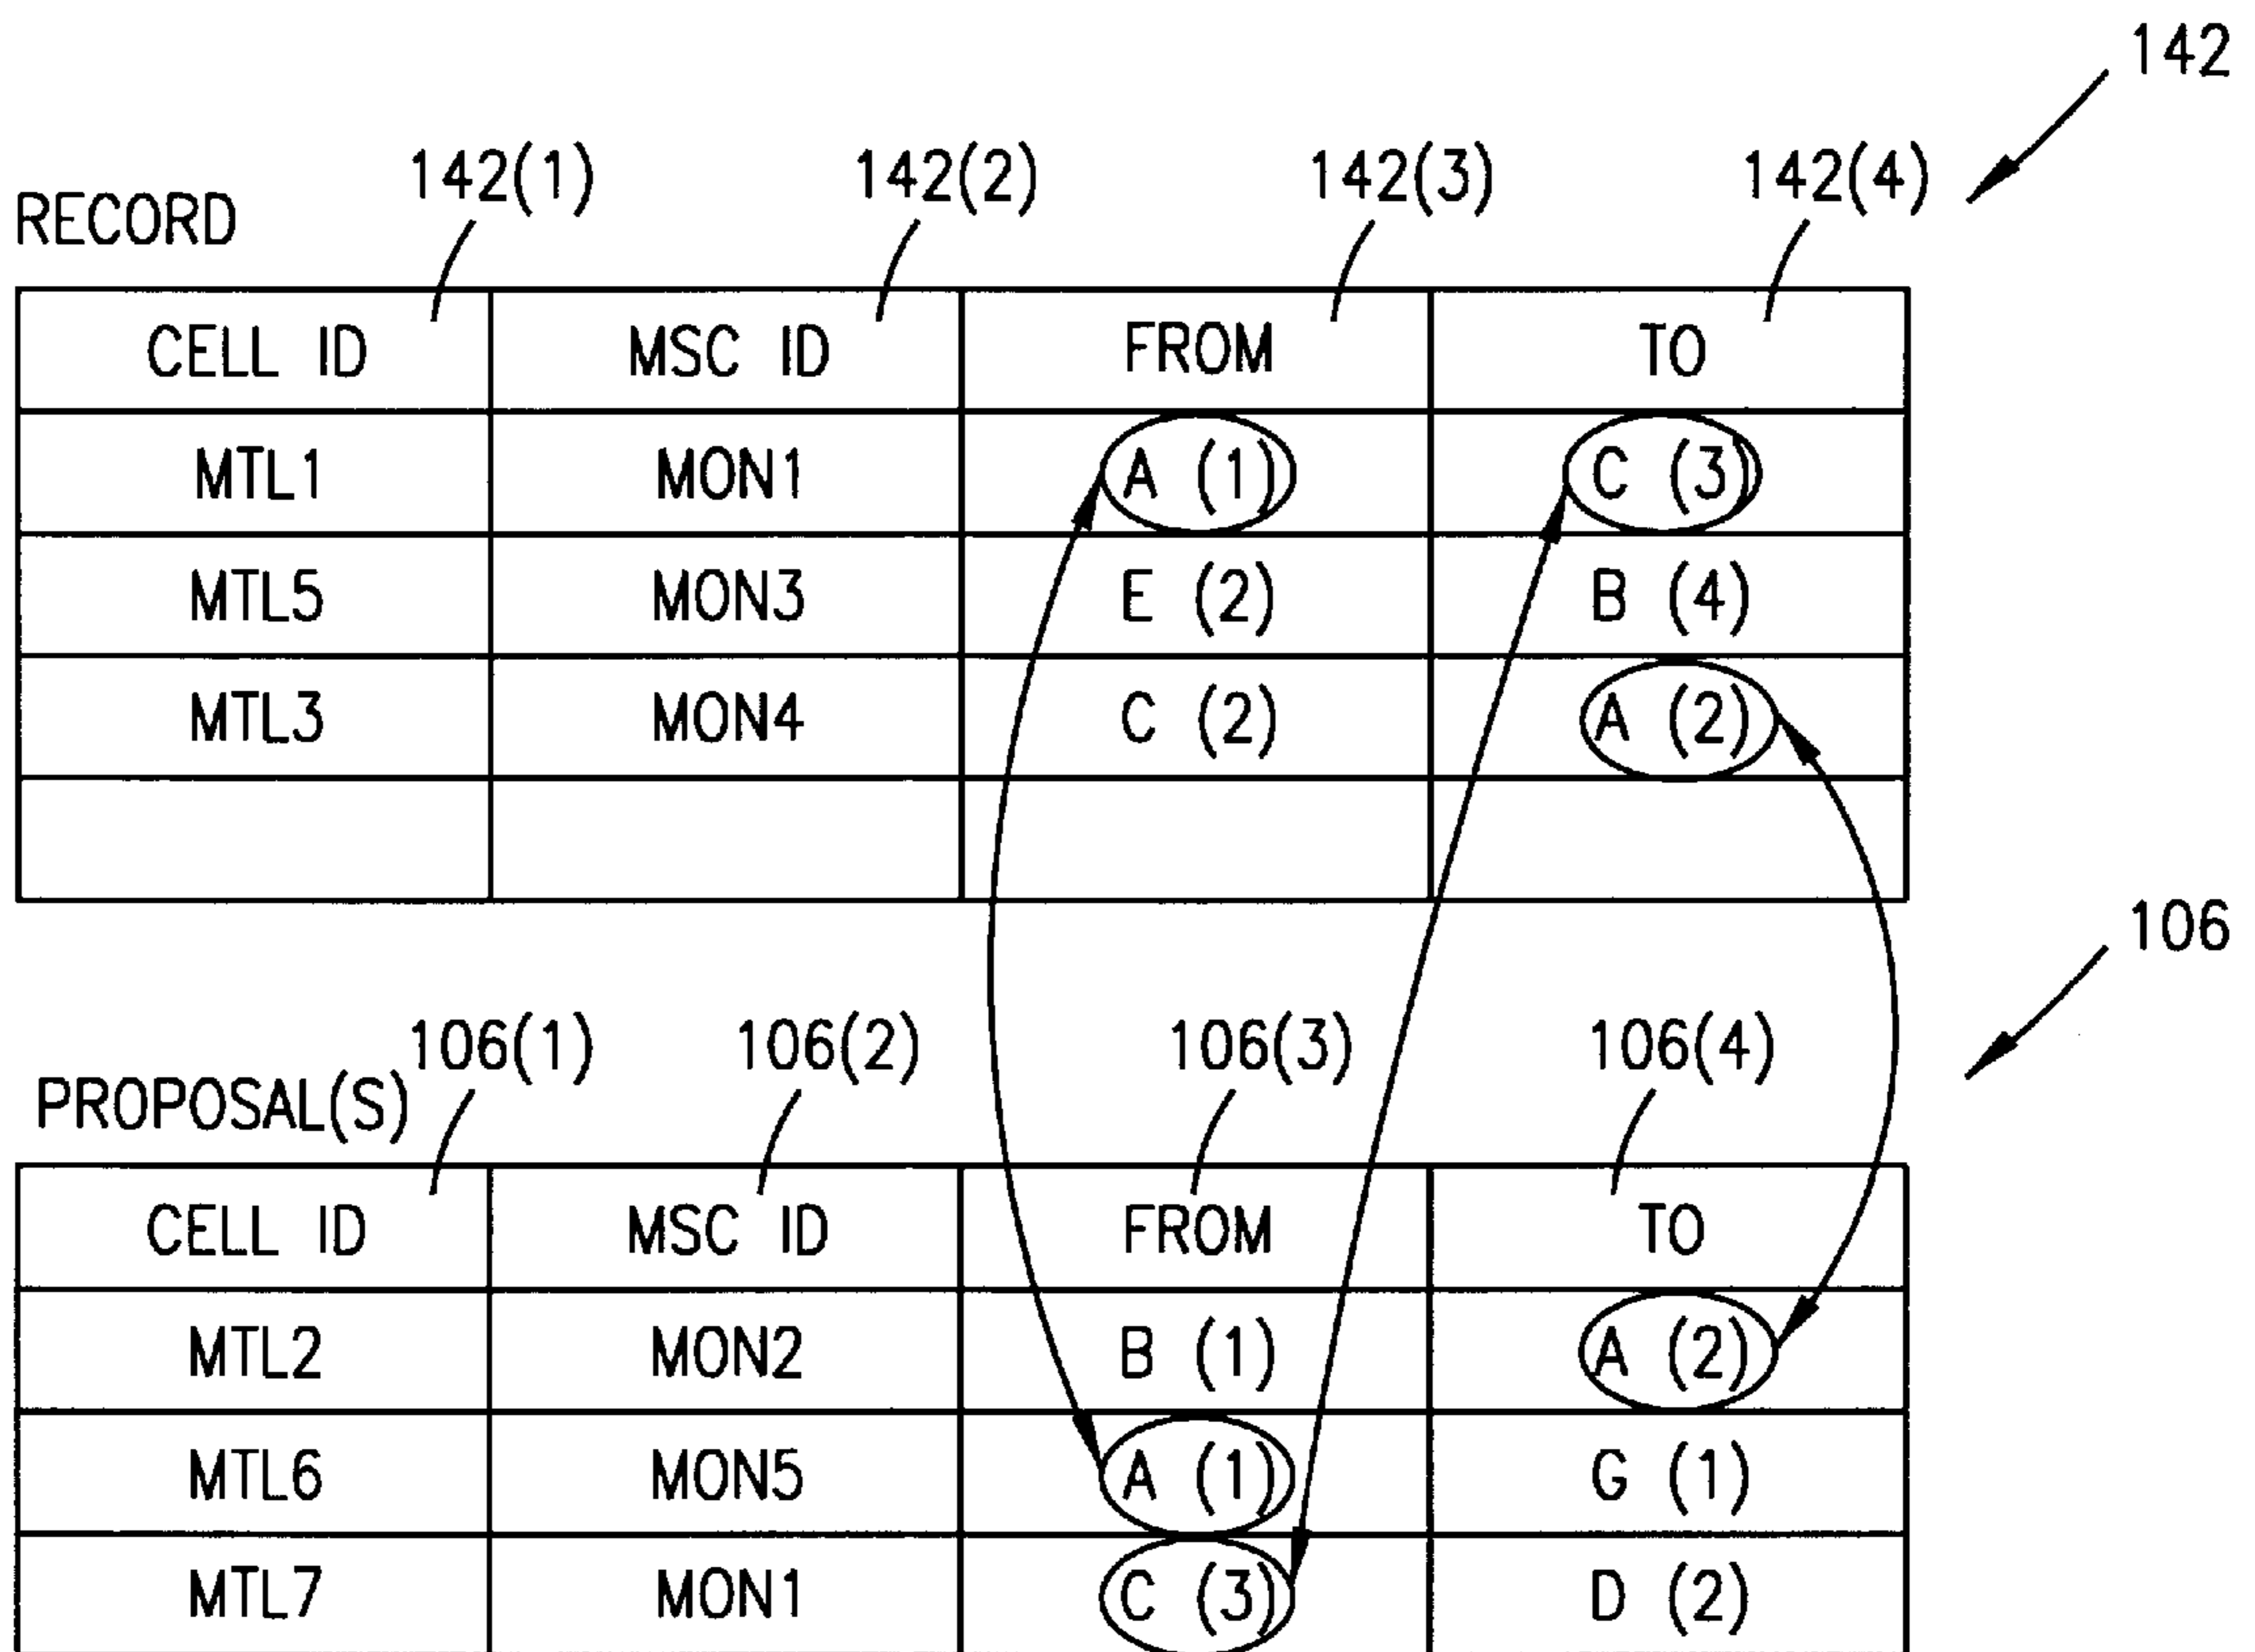 142
142(1) 142(2) 142(3) 142(4)
RECORD
CELL ID MSC ID FROM TO
MTL1 MON1 A (1) C (3)
MTL5 MON3 E (2) B (4)
MTL3 MON4 C (2) A (2)
106
106(1) 106(2) 106(3) 106(4)
PROPOSAL(S)
CELL ID MSC ID FROM TO
MTL2 MON2 B (1) A (2)
MTL6 MON5 A (1) G (1)
MTL7 MON1 C (3) D (2)